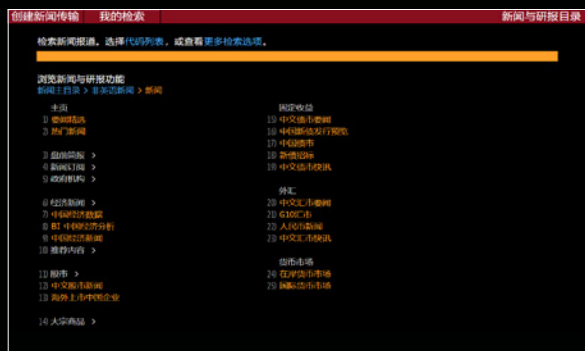 创建新闻传输 我的检索 新闻与研报目录
检索新闻报道。选择代码列表，或查看更多检索选项。
浏览新闻与研报功能
新闻主目录 > 非英语新闻 > 新闻
主页
1) 要闻精选
2) 热门新闻
3) 盘前简报 >
4) 新闻订阅 >
5) 政府机构 >
6) 经济新闻 >
7) 中国经济数据
8) BI 中国经济分析
9) 中国经济新闻
10) 推荐内容 >
11) 股市 >
12) 中文股市新闻
13) 海外上市中国企业
14) 大宗商品 >
固定收益
15) 中文债市要闻
16) 中国新债发行预览
17) 中国债市
18) 新债招标
19) 中文债市快讯
外汇
20) 中文汇市要闻
21) G10汇市
22) 人民币新闻
23) 中文汇市快讯
货币市场
24) 在岸货币市场
25) 国际货币市场